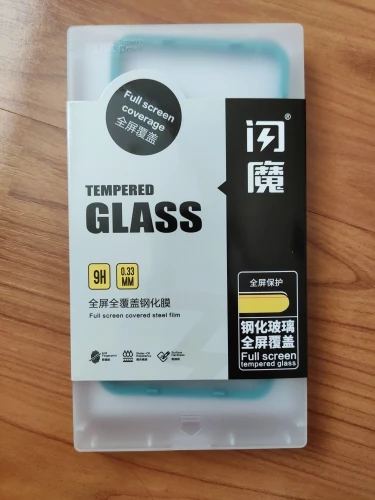 Full screen
coverage
全屏覆盖
闪魔®
TEMPERED
GLASS
9H
0.33
MM
全屏全覆盖钢化膜
Full screen covered steel film
全屏保护
钢化玻璃
全屏覆盖
Full screen
tempered glass